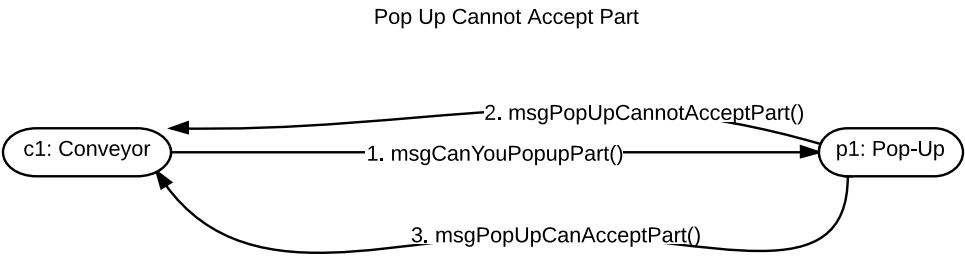 Pop Up Cannot Accept Part
2. msgPopUpCannotAcceptPart()
c1: Conveyor
1. msgCanYouPopupPart()
p1: Pop-Up
3. msgPopUpCanAcceptPart()